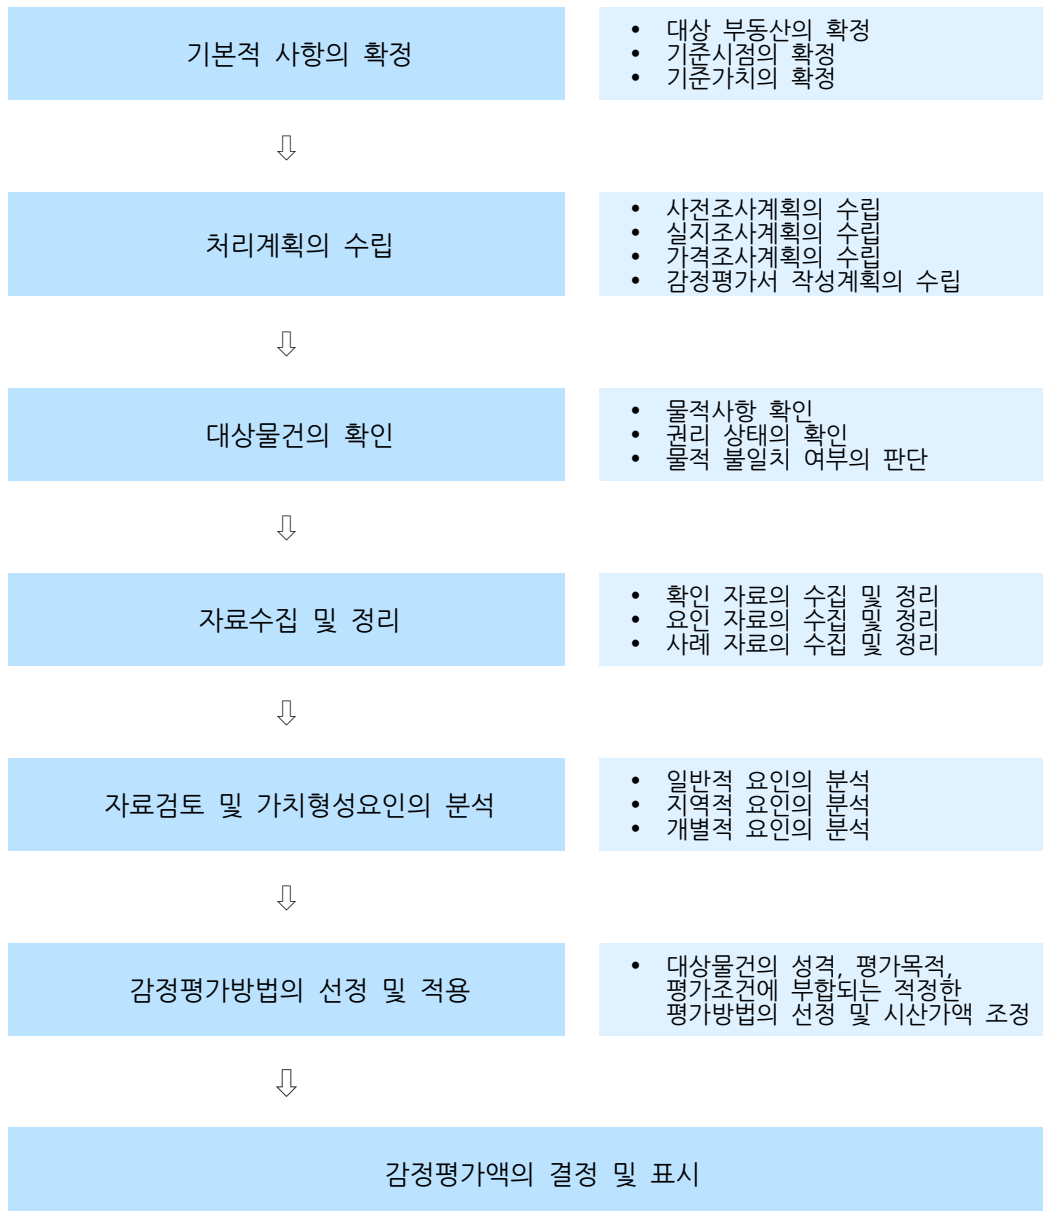 기본적 사항의 확정
• 대상 부동산의 확정
• 기준시점의 확정
• 기준가치의 확정
처리계획의 수립
• 사전조사계획의 수립
• 실지조사계획의 수립
• 가격조사계획의 수립
• 감정평가서 작성계획의 수립
대상물건의 확인
• 물적사항 확인
• 권리 상태의 확인
• 물적 불일치 여부의 판단
자료수집 및 정리
• 확인 자료의 수집 및 정리
• 요인 자료의 수집 및 정리
• 사례 자료의 수집 및 정리
자료검토 및 가치형성요인의 분석
• 일반적 요인의 분석
• 지역적 요인의 분석
• 개별적 요인의 분석
감정평가방법의 선정 및 적용
• 대상물건의 성격, 평가목적,
평가조건에 부합되는 적정한
평가방법의 선정 및 시산가액 조정
감정평가액의 결정 및 표시